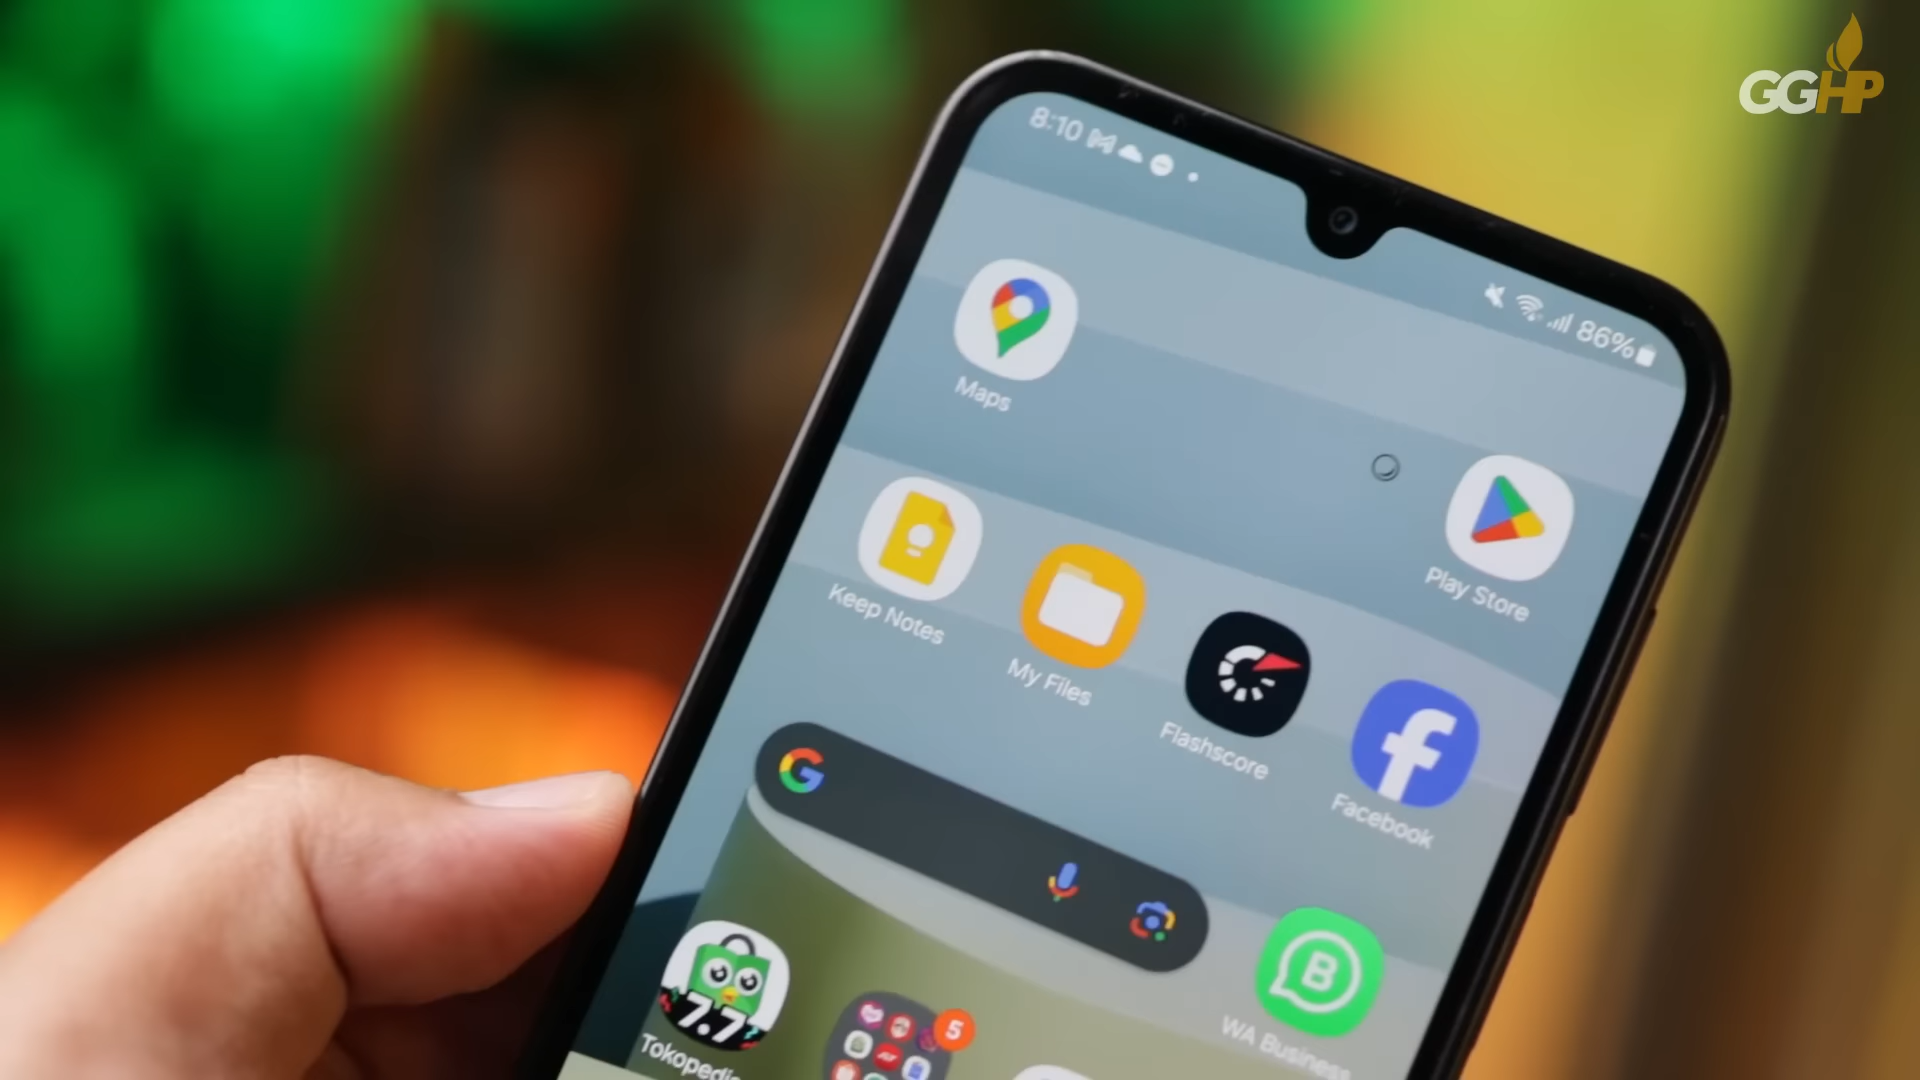 GGHP
8:10
86%
Maps
Play Store
Keep Notes
My Files
Flashscore
Facebook
7.7
5
B
WA Business
Tokopedia